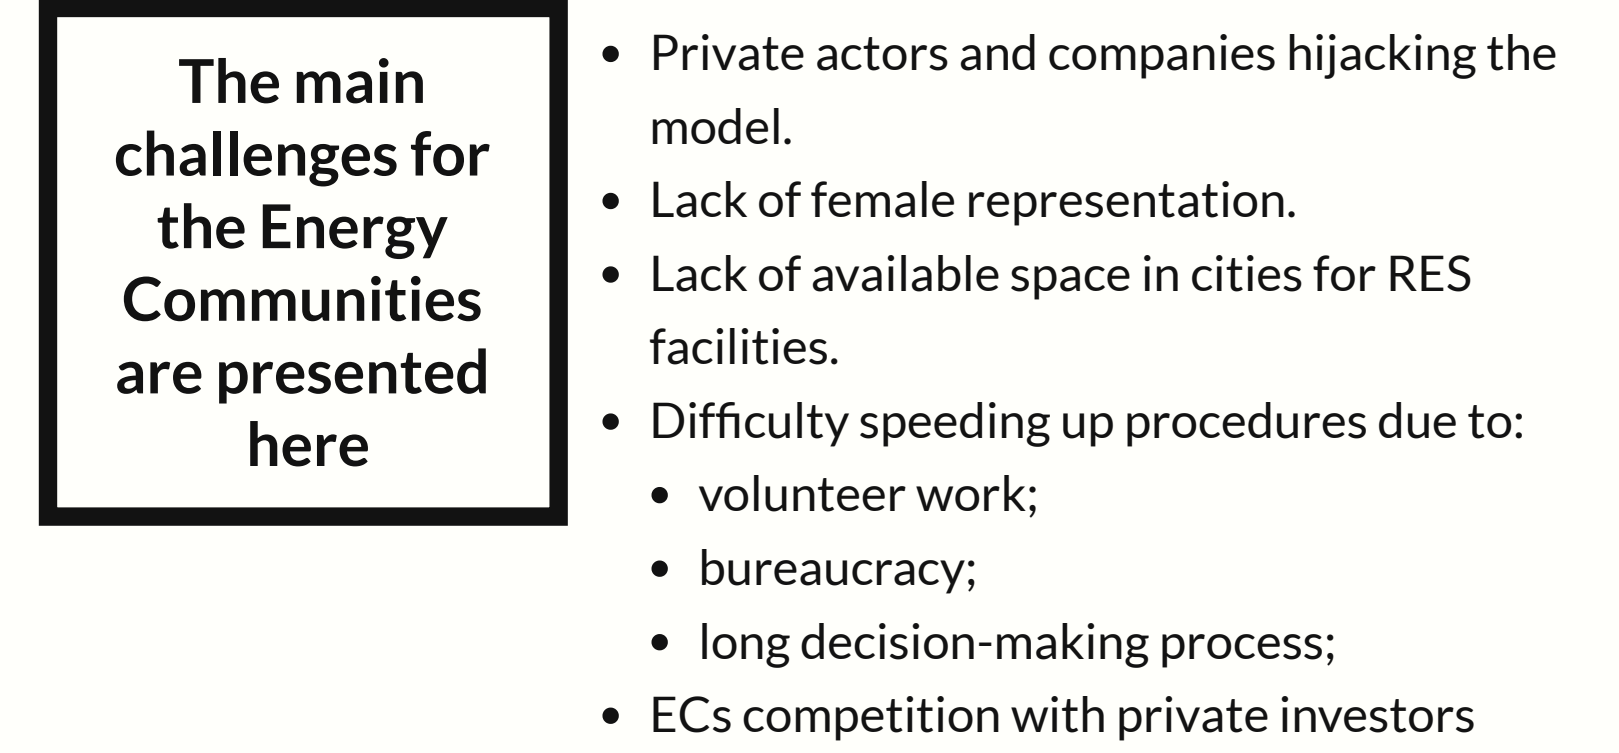 The main
challenges for
the Energy
Communities
are presented
here
• Private actors and companies hijacking the
model.
• Lack of female representation.
• Lack of available space in cities for RES
facilities.
• Difficulty speeding up procedures due to:
• volunteer work;
• bureaucracy;
• long decision-making process;
• ECs competition with private investors